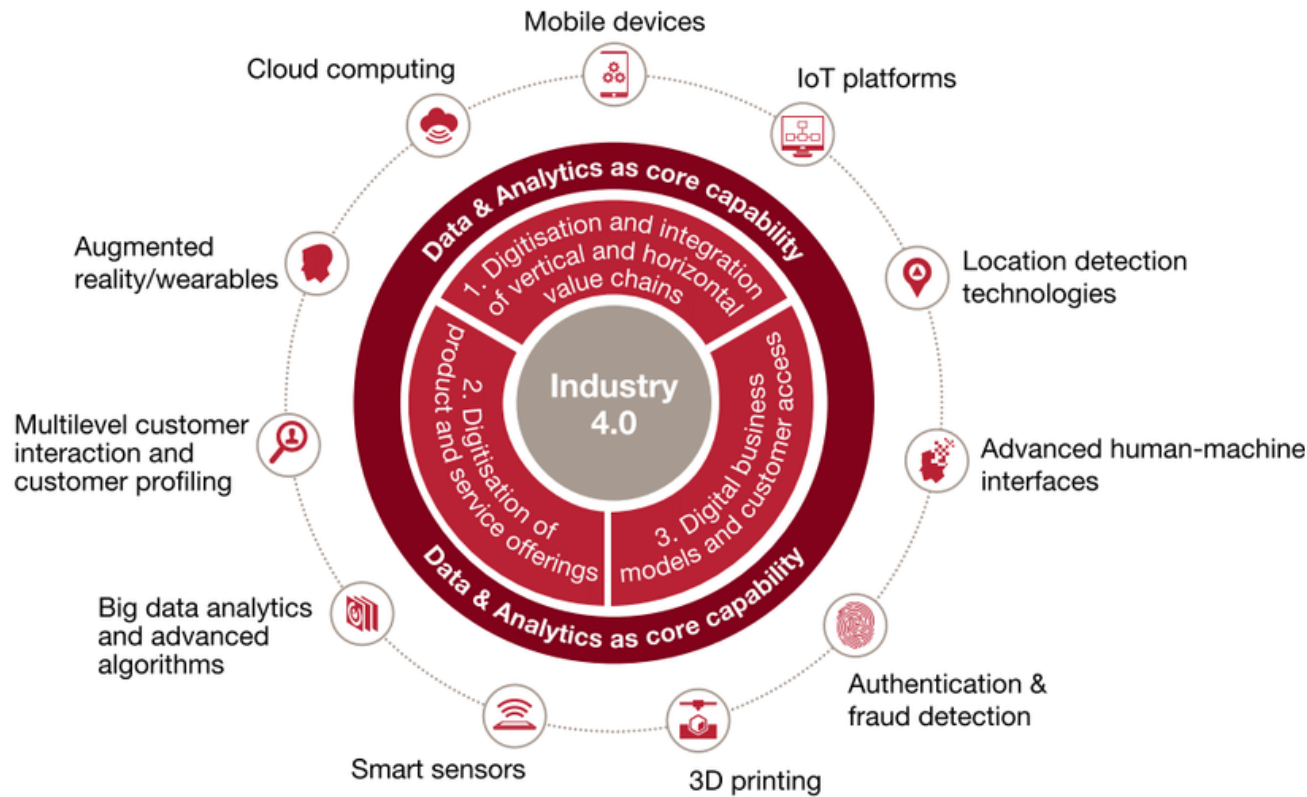 Mobile devices
Cloud computing
IoT platforms
Data & Analytics as core capability
1. Digitisation and integration
of vertical and horizontal
value chains
Augmented
reality/wearables
Location detection
technologies
Industry
4.0
2. Digitisation of
product and service offerings
3. Digital business
models and customer access
Multilevel customer
interaction and
customer profiling
Advanced human-machine
interfaces
Data & Analytics as core capability
Big data analytics
and advanced
algorithms
Authentication &
fraud detection
Smart sensors
3D printing